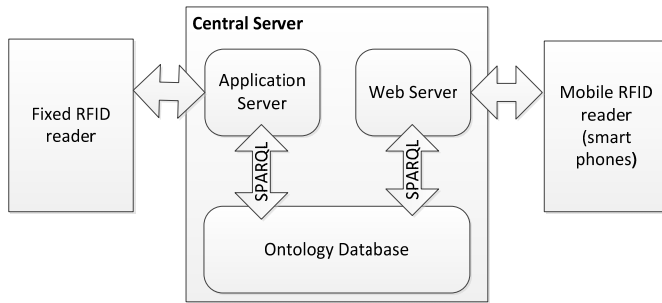 Central Server
Fixed RFID
reader
Application
Server
Web Server
Mobile RFID
reader
(smart
phones)
SPARQL
SPARQL
Ontology Database